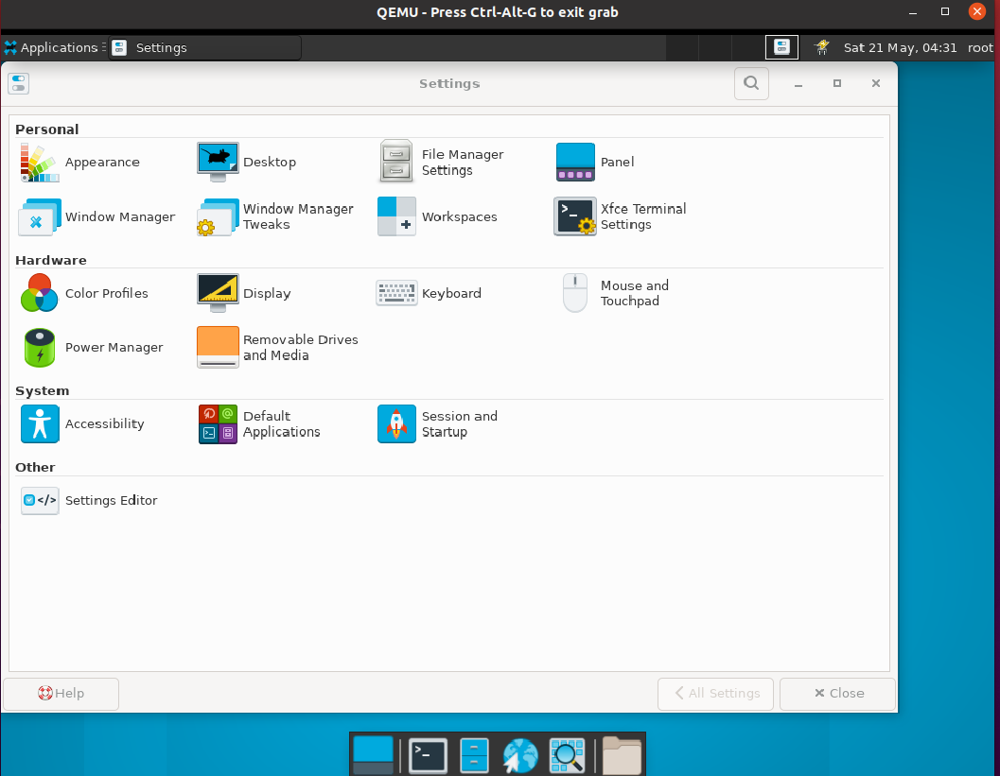 QEMU - Press Ctrl-Alt-G to exit grab
Applications
Settings
Sat 21 May, 04:31
root
Settings
Personal
Appearance
Desktop
File Manager
Settings
Panel
Window Manager
Window Manager
Tweaks
Workspaces
Xfce Terminal
Settings
Hardware
Color Profiles
Display
Keyboard
Mouse and
Touchpad
Power Manager
Removable Drives
and Media
System
Accessibility
Default
Applications
Session and
Startup
Other
</>
Settings Editor
Help
All Settings
Close